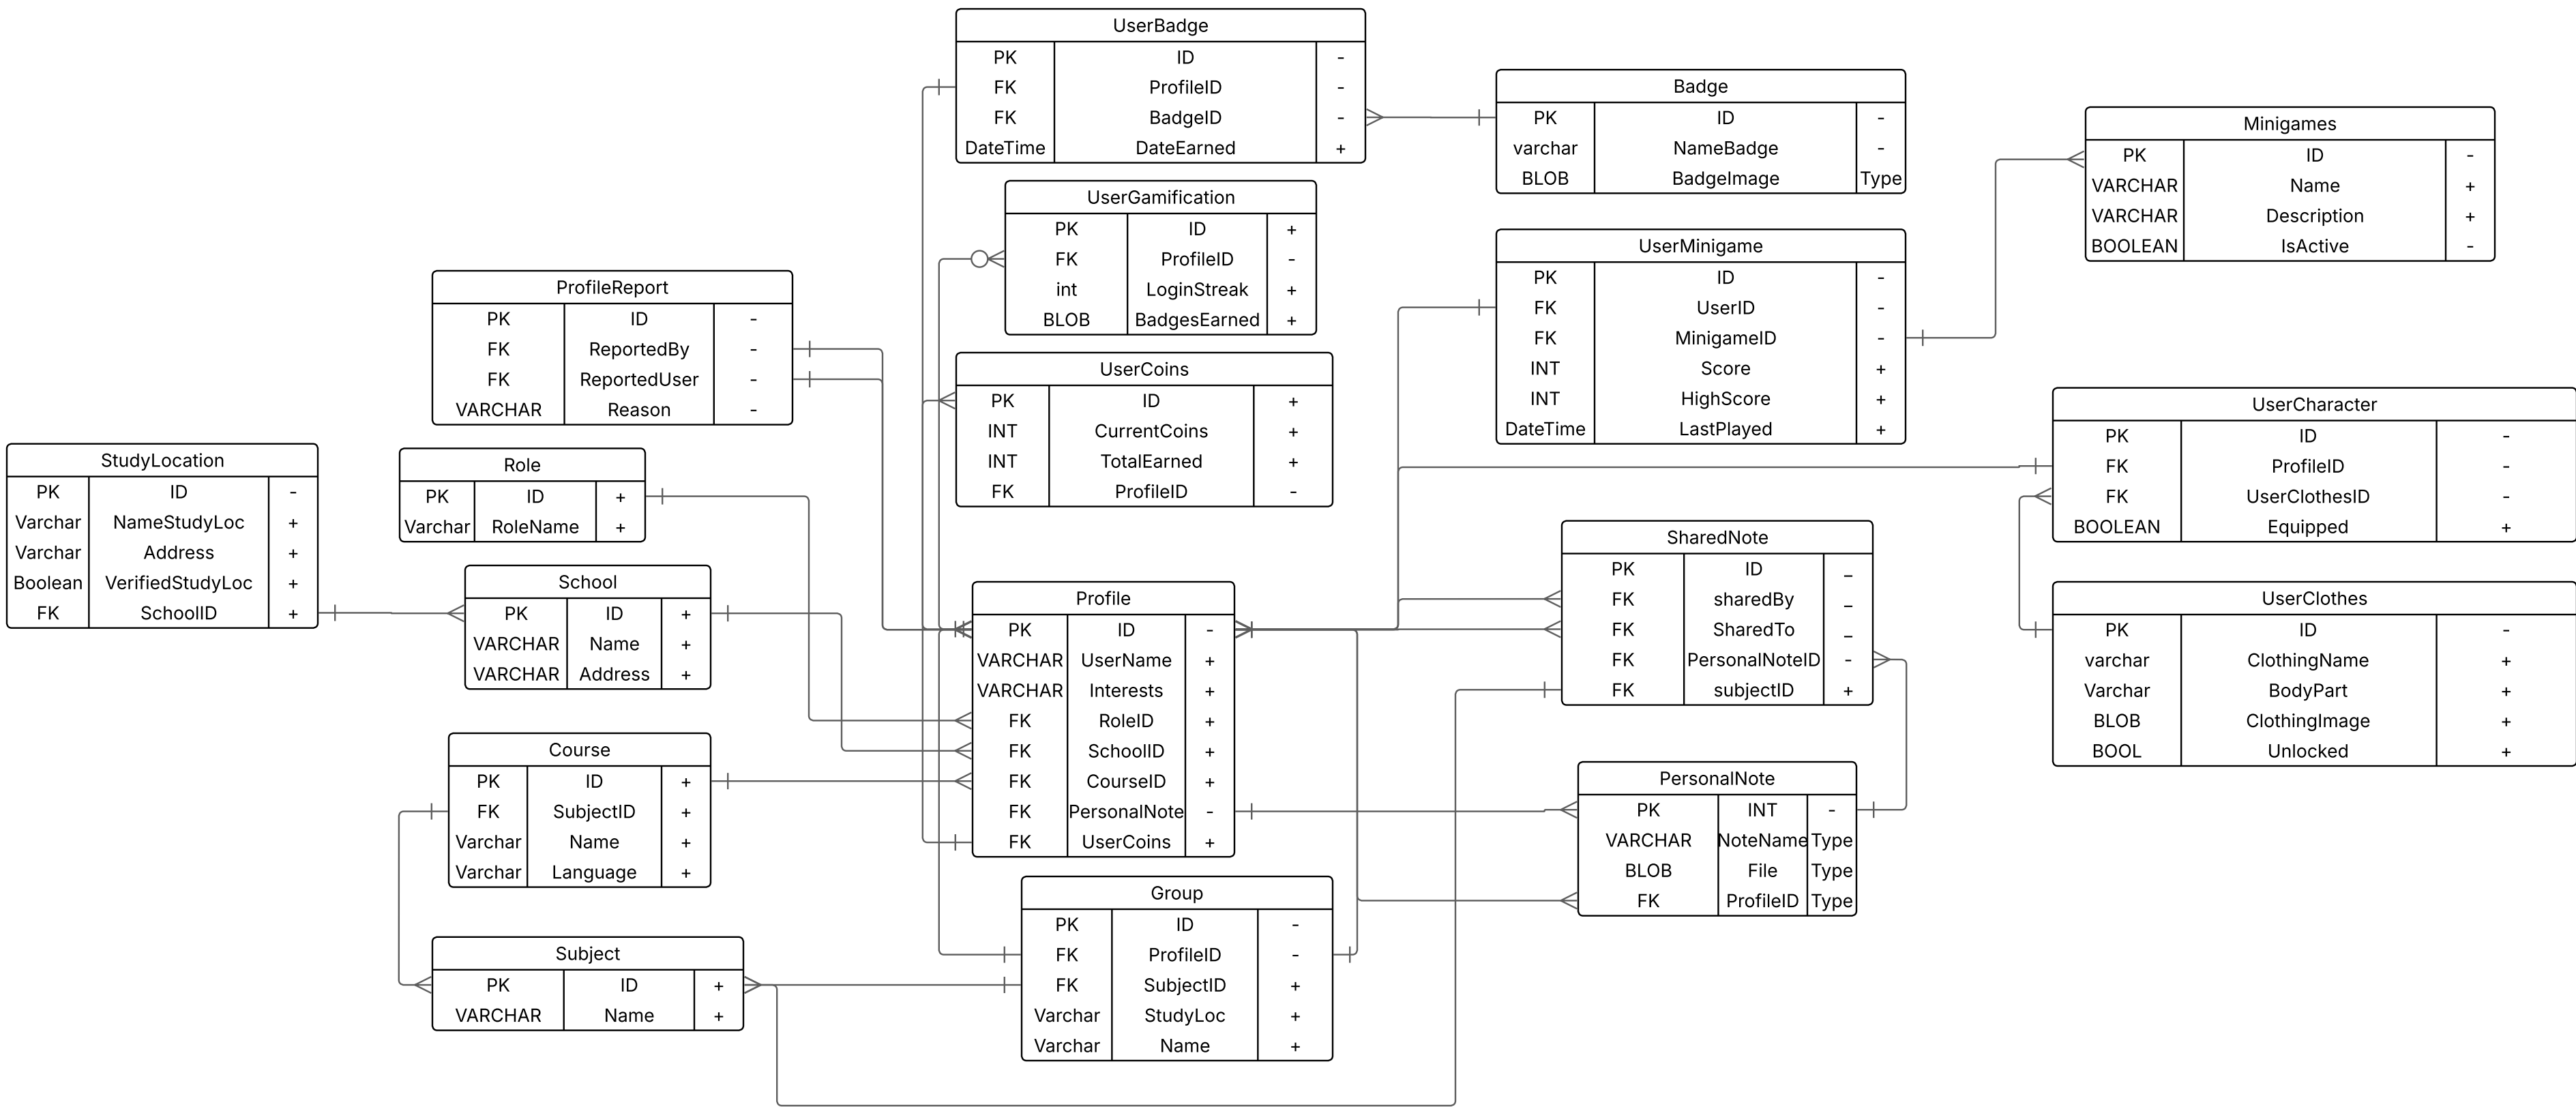 UserBadge
PK ID -
FK ProfileID -
FK BadgeID -
DateTime DateEarned +
Badge
PK ID -
varchar NameBadge -
BLOB BadgeImage Type
Minigames
PK ID -
VARCHAR Name +
VARCHAR Description +
BOOLEAN IsActive -
UserGamification
PK ID +
FK ProfileID -
int LoginStreak +
BLOB BadgesEarned +
UserMinigame
PK ID -
FK UserID -
FK MinigameID -
INT Score +
INT HighScore +
DateTime LastPlayed +
ProfileReport
PK ID -
FK ReportedBy -
FK ReportedUser -
VARCHAR Reason -
UserCoins
PK ID +
INT CurrentCoins +
INT TotalEarned +
FK ProfileID -
UserCharacter
PK ID -
FK ProfileID -
FK UserClothesID -
BOOLEAN Equipped +
StudyLocation
PK ID -
Varchar NameStudyLoc +
Varchar Address +
Boolean VerifiedStudyLoc +
FK SchoolID +
Role
PK ID +
Varchar RoleName +
School
PK ID +
VARCHAR Name +
VARCHAR Address +
Profile
PK ID -
VARCHAR UserName +
VARCHAR Interests +
FK RoleID +
FK SchoolID +
FK CourseID +
FK PersonalNote -
FK UserCoins +
SharedNote
PK ID _
FK sharedBy _
FK SharedTo _
FK PersonalNoteID -
FK subjectID +
UserClothes
PK ID -
varchar ClothingName +
Varchar BodyPart +
BLOB ClothingImage +
BOOL Unlocked +
Course
PK ID +
FK SubjectID +
Varchar Name +
Varchar Language +
PersonalNote
PK INT -
VARCHAR NoteName Type
BLOB File Type
FK ProfileID Type
Group
PK ID -
FK ProfileID -
FK SubjectID +
Varchar StudyLoc +
Varchar Name +
Subject
PK ID +
VARCHAR Name +